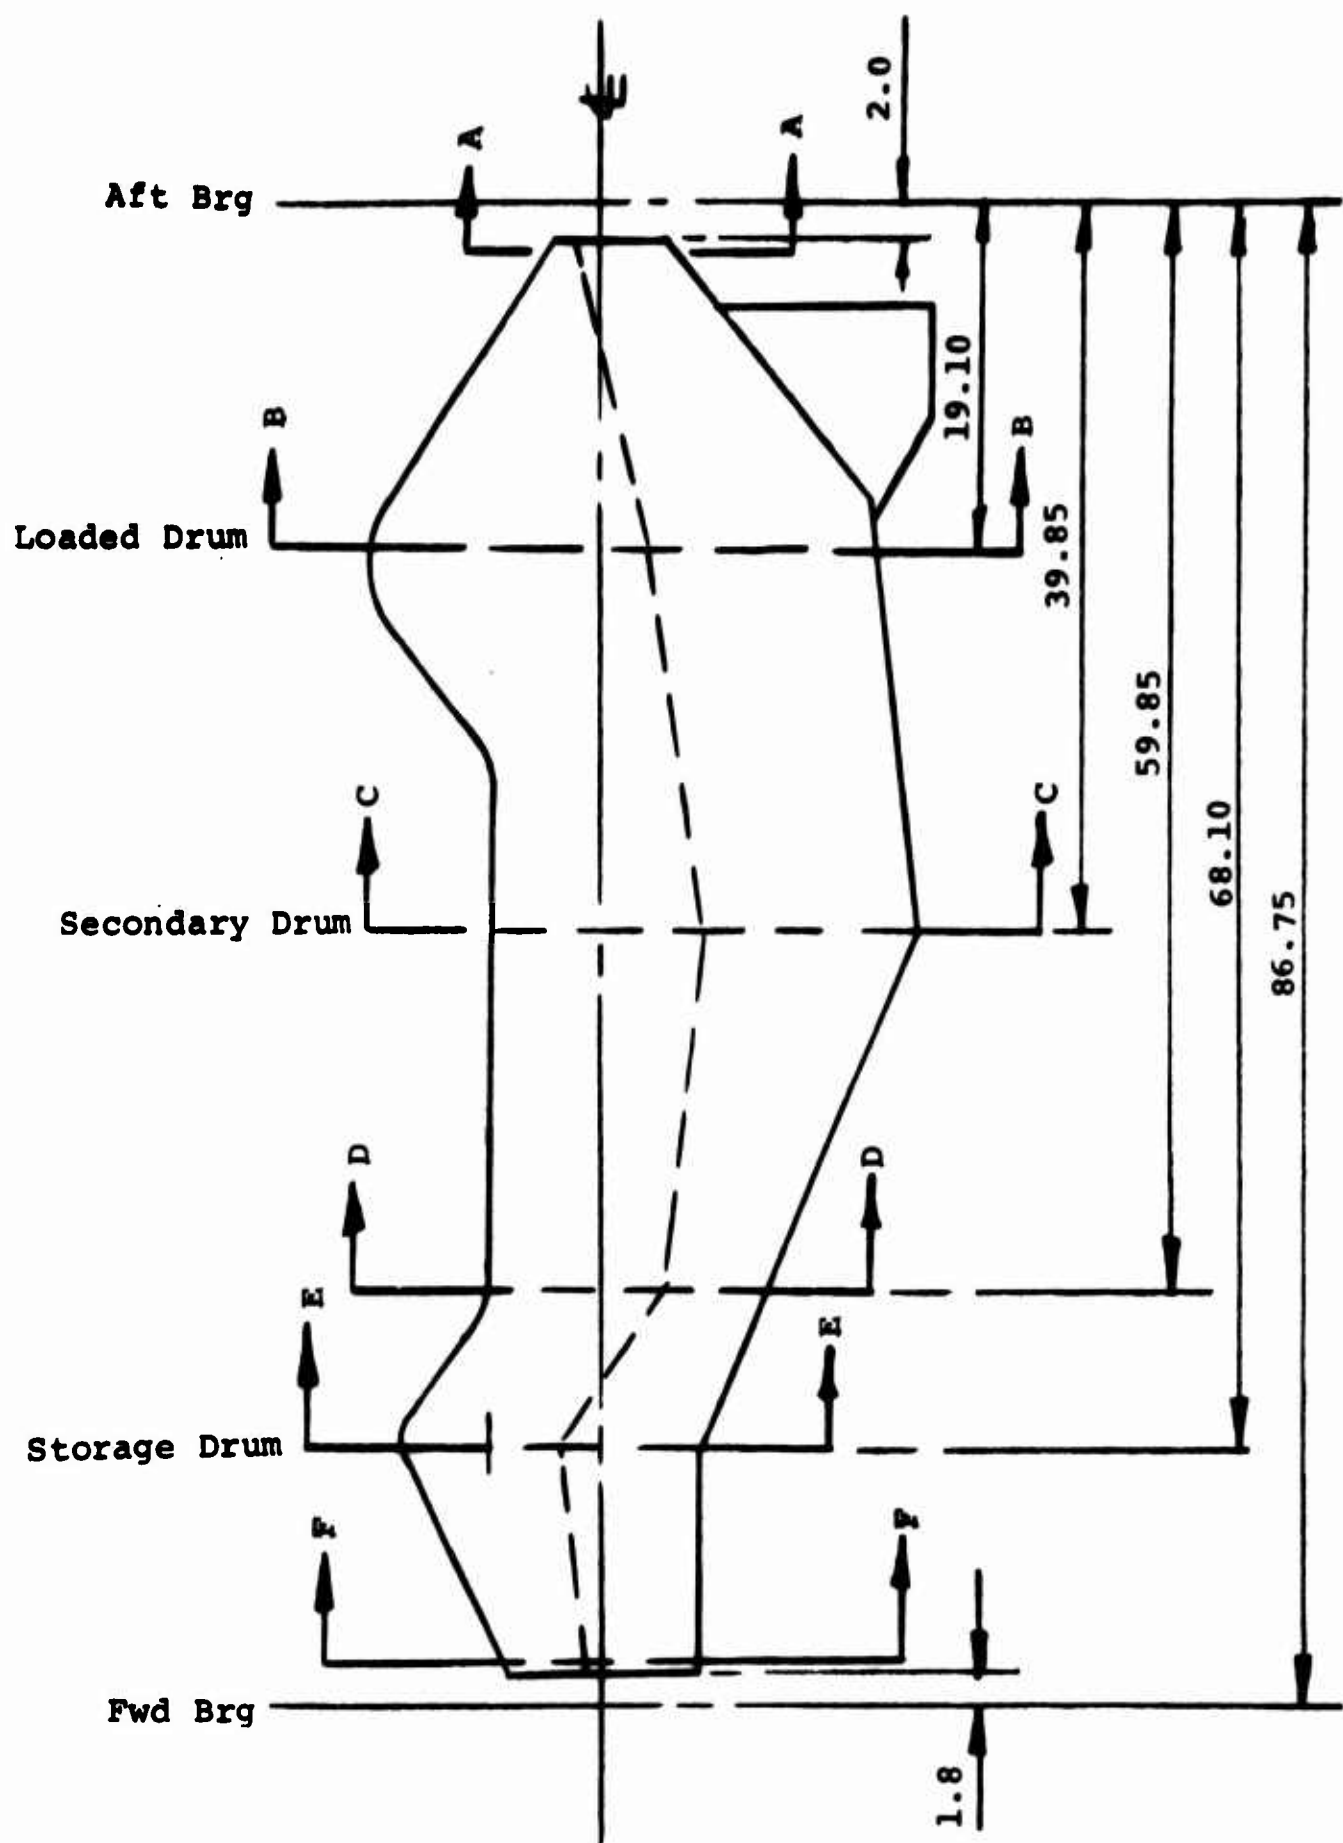 ℄
2.0
A
A
Aft Brg
19.10
B
B
Loaded Drum
39.85
59.85
C
C
68.10
Secondary Drum
86.75
D
D
E
E
Storage Drum
F
F
Fwd Brg
1.8